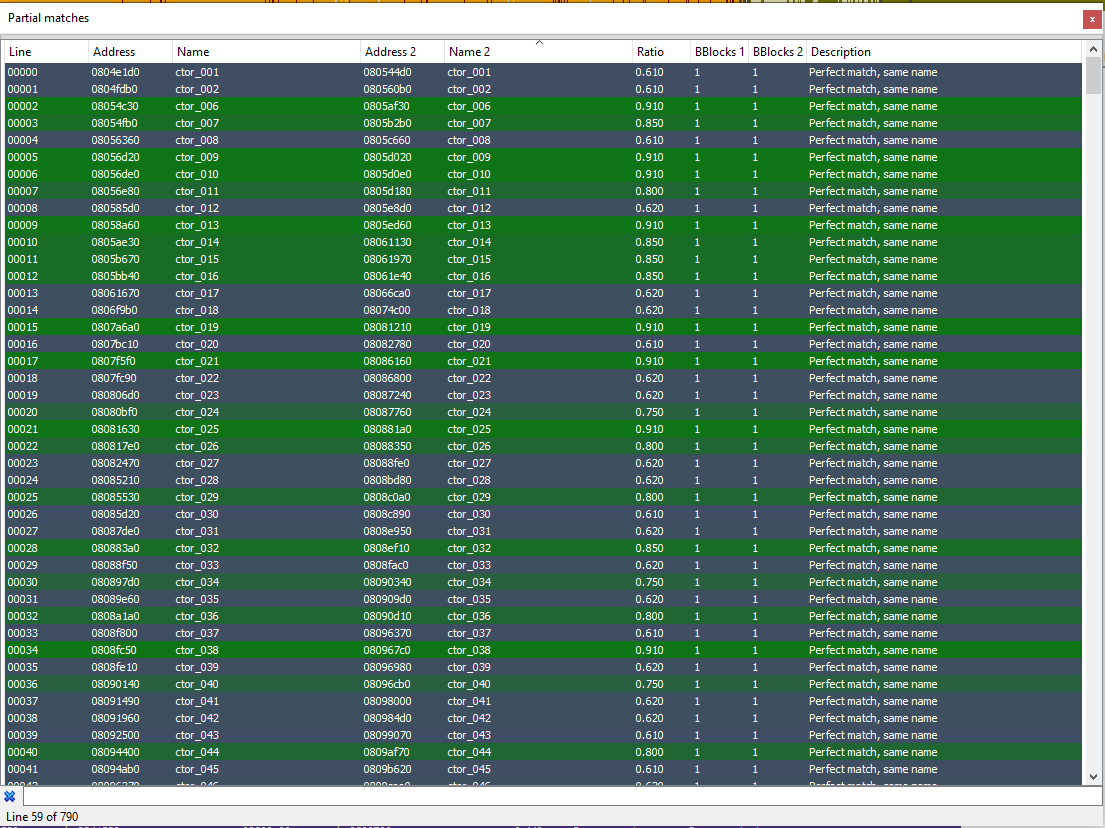 Partial matches
Line Address Name Address 2 Name 2 Ratio BBlocks 1 BBlocks 2 Description
00000 0804e1d0 ctor_001 080544d0 ctor_001 0.610 1 1 Perfect match, same name
00001 0804fdb0 ctor_002 080560b0 ctor_002 0.610 1 1 Perfect match, same name
00002 08054c30 ctor_006 0805af30 ctor_006 0.910 1 1 Perfect match, same name
00003 08054fb0 ctor_007 0805b2b0 ctor_007 0.850 1 1 Perfect match, same name
00004 08056360 ctor_008 0805c660 ctor_008 0.610 1 1 Perfect match, same name
00005 08056d20 ctor_009 0805d020 ctor_009 0.910 1 1 Perfect match, same name
00006 08056de0 ctor_010 0805d0e0 ctor_010 0.910 1 1 Perfect match, same name
00007 08056e80 ctor_011 0805d180 ctor_011 0.800 1 1 Perfect match, same name
00008 080585d0 ctor_012 0805e8d0 ctor_012 0.620 1 1 Perfect match, same name
00009 08058a60 ctor_013 0805ed60 ctor_013 0.910 1 1 Perfect match, same name
00010 0805ae30 ctor_014 08061130 ctor_014 0.850 1 1 Perfect match, same name
00011 0805b670 ctor_015 08061970 ctor_015 0.850 1 1 Perfect match, same name
00012 0805bb40 ctor_016 08061e40 ctor_016 0.850 1 1 Perfect match, same name
00013 08061670 ctor_017 08066ca0 ctor_017 0.620 1 1 Perfect match, same name
00014 0806f9b0 ctor_018 08074c00 ctor_018 0.620 1 1 Perfect match, same name
00015 0807a6a0 ctor_019 08081210 ctor_019 0.910 1 1 Perfect match, same name
00016 0807bc10 ctor_020 08082780 ctor_020 0.610 1 1 Perfect match, same name
00017 0807f5f0 ctor_021 08086160 ctor_021 0.910 1 1 Perfect match, same name
00018 0807fc90 ctor_022 08086800 ctor_022 0.620 1 1 Perfect match, same name
00019 080806d0 ctor_023 08087240 ctor_023 0.620 1 1 Perfect match, same name
00020 08080bf0 ctor_024 08087760 ctor_024 0.750 1 1 Perfect match, same name
00021 08081630 ctor_025 080881a0 ctor_025 0.910 1 1 Perfect match, same name
00022 080817e0 ctor_026 08088350 ctor_026 0.800 1 1 Perfect match, same name
00023 08082470 ctor_027 08088fe0 ctor_027 0.620 1 1 Perfect match, same name
00024 08085210 ctor_028 0808bd80 ctor_028 0.620 1 1 Perfect match, same name
00025 08085530 ctor_029 0808c0a0 ctor_029 0.800 1 1 Perfect match, same name
00026 08085d20 ctor_030 0808c890 ctor_030 0.610 1 1 Perfect match, same name
00027 08087de0 ctor_031 0808e950 ctor_031 0.620 1 1 Perfect match, same name
00028 080883a0 ctor_032 0808ef10 ctor_032 0.850 1 1 Perfect match, same name
00029 08088f50 ctor_033 0808fac0 ctor_033 0.620 1 1 Perfect match, same name
00030 080897d0 ctor_034 08090340 ctor_034 0.750 1 1 Perfect match, same name
00031 08089e60 ctor_035 080909d0 ctor_035 0.620 1 1 Perfect match, same name
00032 0808a1a0 ctor_036 08090d10 ctor_036 0.800 1 1 Perfect match, same name
00033 0808f800 ctor_037 08096370 ctor_037 0.610 1 1 Perfect match, same name
00034 0808fc50 ctor_038 080967c0 ctor_038 0.910 1 1 Perfect match, same name
00035 0808fe10 ctor_039 08096980 ctor_039 0.620 1 1 Perfect match, same name
00036 08090140 ctor_040 08096cb0 ctor_040 0.750 1 1 Perfect match, same name
00037 08091490 ctor_041 08098000 ctor_041 0.620 1 1 Perfect match, same name
00038 08091960 ctor_042 080984d0 ctor_042 0.620 1 1 Perfect match, same name
00039 08092500 ctor_043 08099070 ctor_043 0.610 1 1 Perfect match, same name
00040 08094400 ctor_044 0809af70 ctor_044 0.800 1 1 Perfect match, same name
00041 08094ab0 ctor_045 0809b620 ctor_045 0.610 1 1 Perfect match, same name
Line 59 of 790